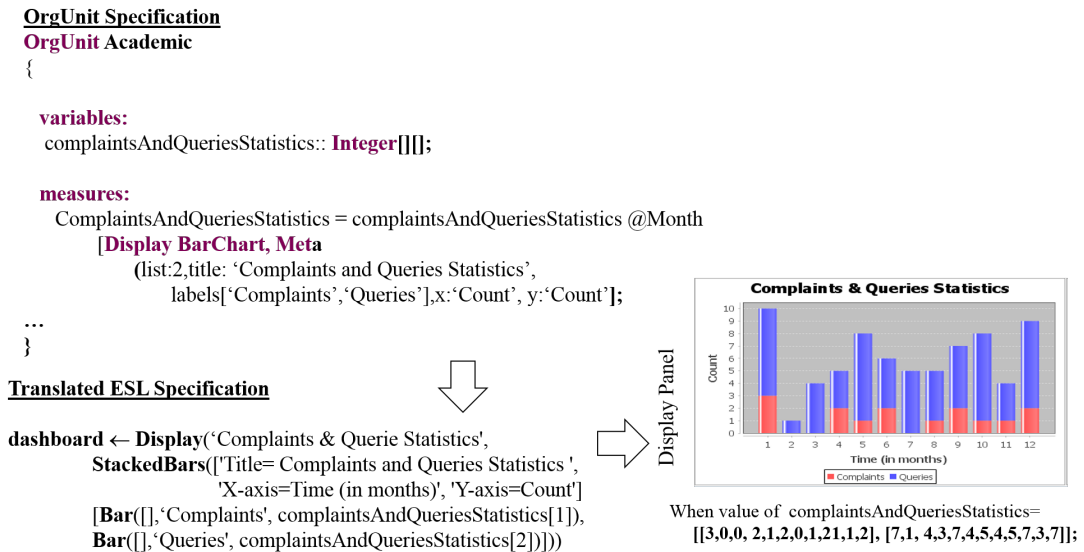 OrgUnit Specification
OrgUnit Academic
{
variables:
complaintsAndQueriesStatistics:: Integer[][];
measures:
ComplaintsAndQueriesStatistics = complaintsAndQueriesStatistics @Month
[Display BarChart, Meta
(list:2,title: ‘Complaints and Queries Statistics’,
labels[‘Complaints’,‘Queries’],x:‘Count’, y:‘Count’];
...
}
Translated ESL Specification
dashboard ← Display(‘Complaints & Querie Statistics',
StackedBars(['Title= Complaints and Queries Statistics ',
'X-axis=Time (in months)', 'Y-axis=Count']
[Bar([],‘Complaints', complaintsAndQueriesStatistics[1]),
Bar([],‘Queries', complaintsAndQueriesStatistics[2])]))
Display Panel
Complaints & Queries Statistics
Count
10
9
8
7
6
5
4
3
2
1
0
1 2 3 4 5 6 7 8 9 10 11 12
Time (in months)
Complaints Queries
When value of complaintsAndQueriesStatistics=
[[3,0,0, 2,1,2,0,1,21,1,2], [7,1, 4,3,7,4,5,4,5,7,3,7]];